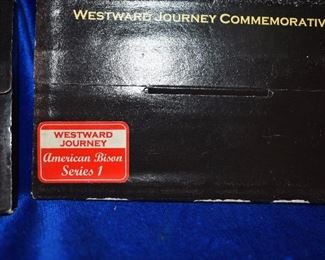 WESTWARD JOURNEY COMMEMORATIV
WESTWARD
JOURNEY
American Bison
Series 1